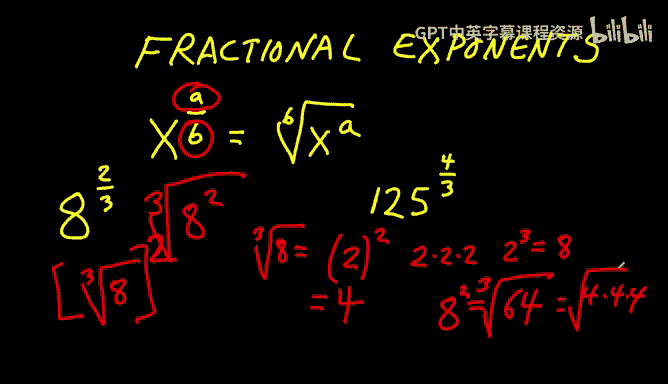 GPT中英字幕课程资源 bilibili
FRACTIONAL EXPONENTS
x^(a/b) = ᵇ√(x^a)
8^(2/3) ³√(8²) 125^(4/3)
[³√8]² ³√8 = (2)² 2·2·2 2³ = 8
= 4 8² = ³√64 = √(4·4·4)